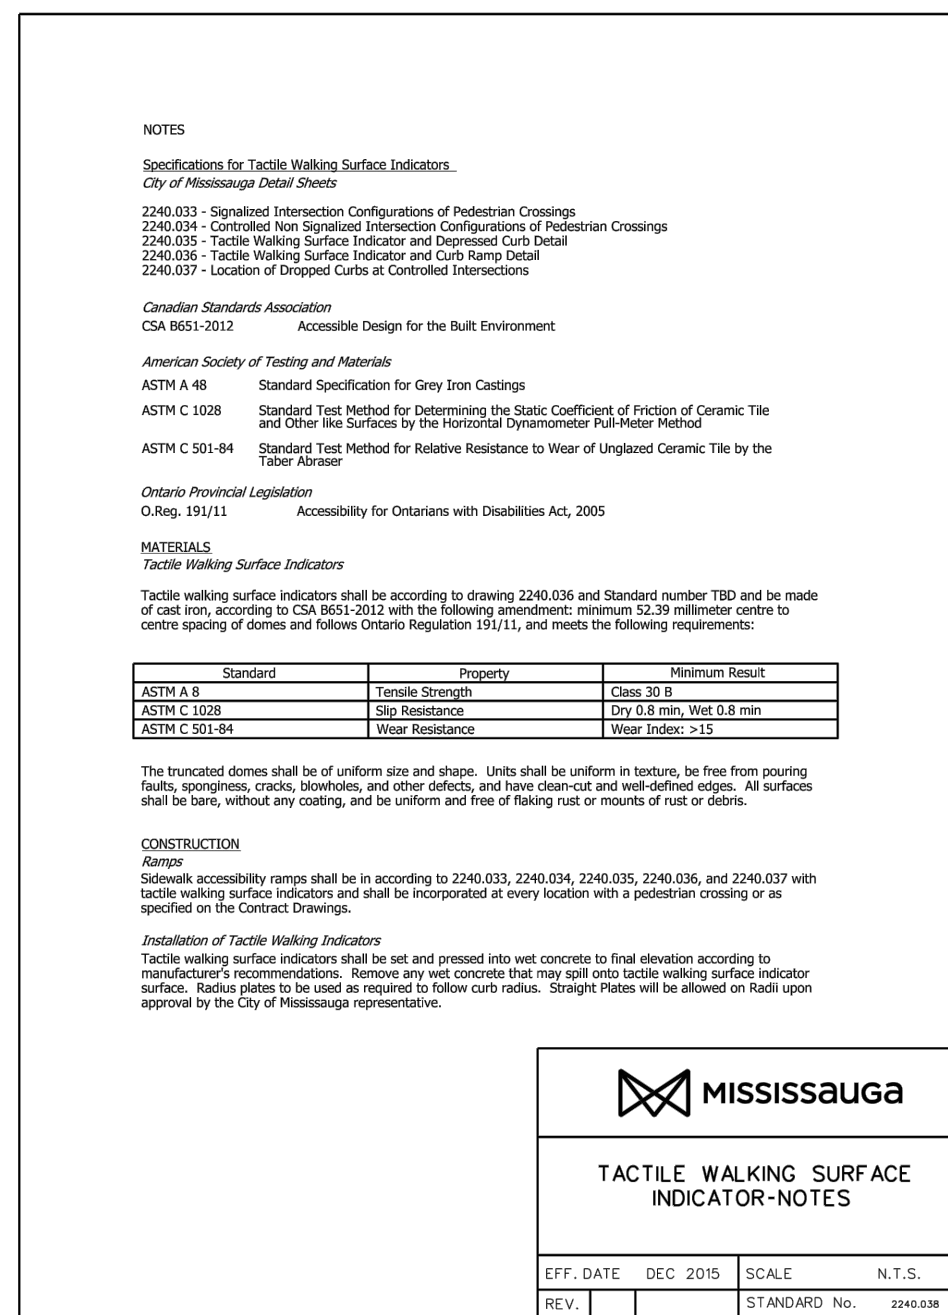 NOTES
Specifications for Tactile Walking Surface Indicators
City of Mississauga Detail Sheets
2240.033 - Signalized Intersection Configurations of Pedestrian Crossings
2240.034 - Controlled Non Signalized Intersection Configurations of Pedestrian Crossings
2240.035 - Tactile Walking Surface Indicator and Depressed Curb Detail
2240.036 - Tactile Walking Surface Indicator and Curb Ramp Detail
2240.037 - Location of Dropped Curbs at Controlled Intersections
Canadian Standards Association
CSA B651-2012 Accessible Design for the Built Environment
American Society of Testing and Materials
ASTM A 48 Standard Specification for Grey Iron Castings
ASTM C 1028 Standard Test Method for Determining the Static Coefficient of Friction of Ceramic Tile
and Other like Surfaces by the Horizontal Dynamometer Pull-Meter Method
ASTM C 501-84 Standard Test Method for Relative Resistance to Wear of Unglazed Ceramic Tile by the
Taber Abraser
Ontario Provincial Legislation
O.Reg. 191/11 Accessibility for Ontarians with Disabilities Act, 2005
MATERIALS
Tactile Walking Surface Indicators
Tactile walking surface indicators shall be according to drawing 2240.036 and Standard number TBD and be made
of cast iron, according to CSA B651-2012 with the following amendment: minimum 52.39 millimeter centre to
centre spacing of domes and follows Ontario Regulation 191/11, and meets the following requirements:
Standard Property Minimum Result
ASTM A 8 Tensile Strength Class 30 B
ASTM C 1028 Slip Resistance Dry 0.8 min, Wet 0.8 min
ASTM C 501-84 Wear Resistance Wear Index: >15
The truncated domes shall be of uniform size and shape. Units shall be uniform in texture, be free from pouring
faults, sponginess, cracks, blowholes, and other defects, and have clean-cut and well-defined edges. All surfaces
shall be bare, without any coating, and be uniform and free of flaking rust or mounts of rust or debris.
CONSTRUCTION
Ramps
Sidewalk accessibility ramps shall be in according to 2240.033, 2240.034, 2240.035, 2240.036, and 2240.037 with
tactile walking surface indicators and shall be incorporated at every location with a pedestrian crossing or as
specified on the Contract Drawings.
Installation of Tactile Walking Indicators
Tactile walking surface indicators shall be set and pressed into wet concrete to final elevation according to
manufacturer's recommendations. Remove any wet concrete that may spill onto tactile walking surface indicator
surface. Radius plates to be used as required to follow curb radius. Straight Plates will be allowed on Radii upon
approval by the City of Mississauga representative.
MISSISSauGa
TACTILE WALKING SURFACE
INDICATOR-NOTES
EFF. DATE DEC 2015 SCALE N.T.S.
REV. STANDARD No. 2240.038